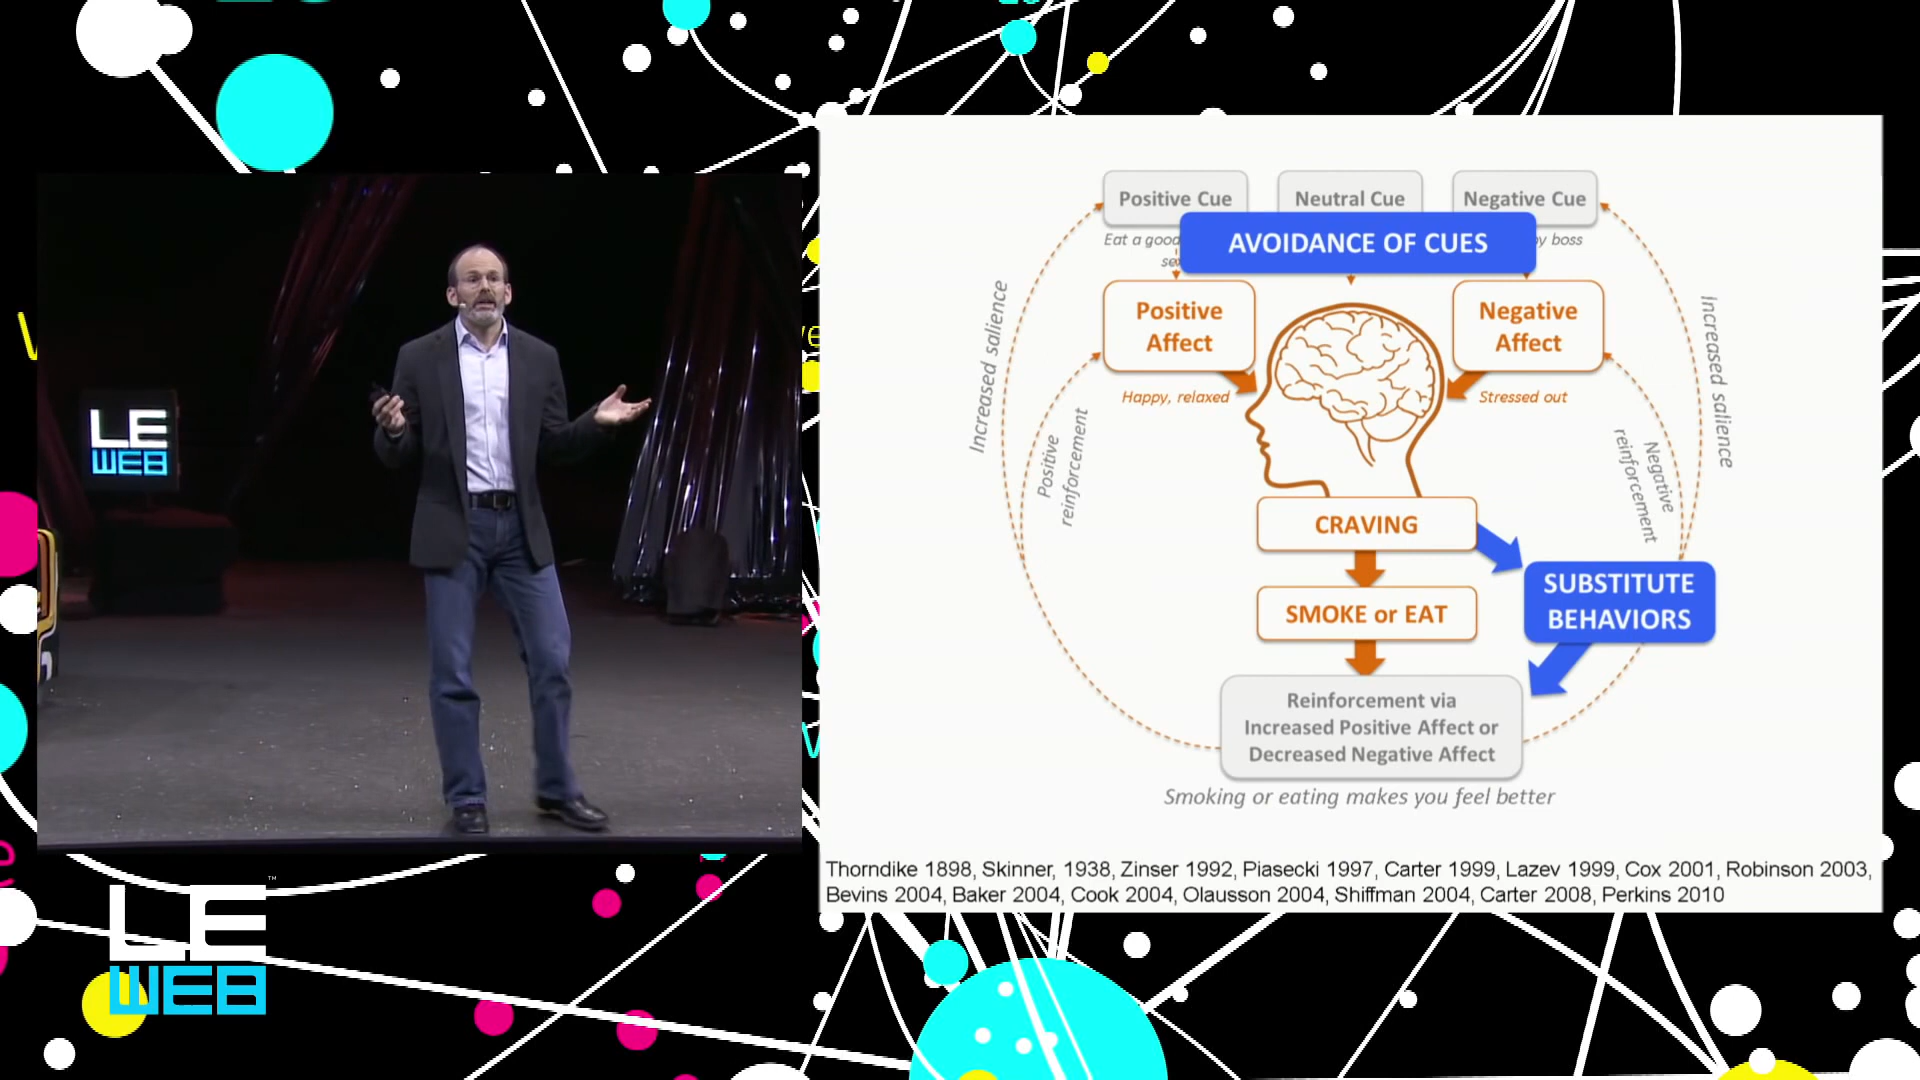 LE
WEB
LE
WEB
™
Positive Cue
Neutral Cue
Negative Cue
AVOIDANCE OF CUES
Eat a good
by boss
Positive
Affect
Negative
Affect
Happy, relaxed
Stressed out
Increased salience
Positive
reinforcement
Negative
reinforcement
Increased salience
CRAVING
SUBSTITUTE
BEHAVIORS
SMOKE or EAT
Reinforcement via
Increased Positive Affect or
Decreased Negative Affect
Smoking or eating makes you feel better
Thorndike 1898, Skinner, 1938, Zinser 1992, Piasecki 1997, Carter 1999, Lazev 1999, Cox 2001, Robinson 2003,
Bevins 2004, Baker 2004, Cook 2004, Olausson 2004, Shiffman 2004, Carter 2008, Perkins 2010